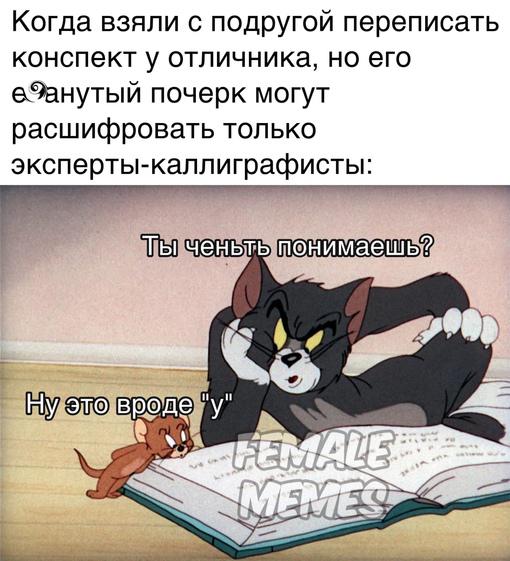 Когда взяли с подругой переписать
конспект у отличника, но его
е анутый почерк могут
расшифровать только
эксперты-каллиграфисты:
Ты ченьть понимаешь?
Ну это вроде "у"
FEMALE
MEMES